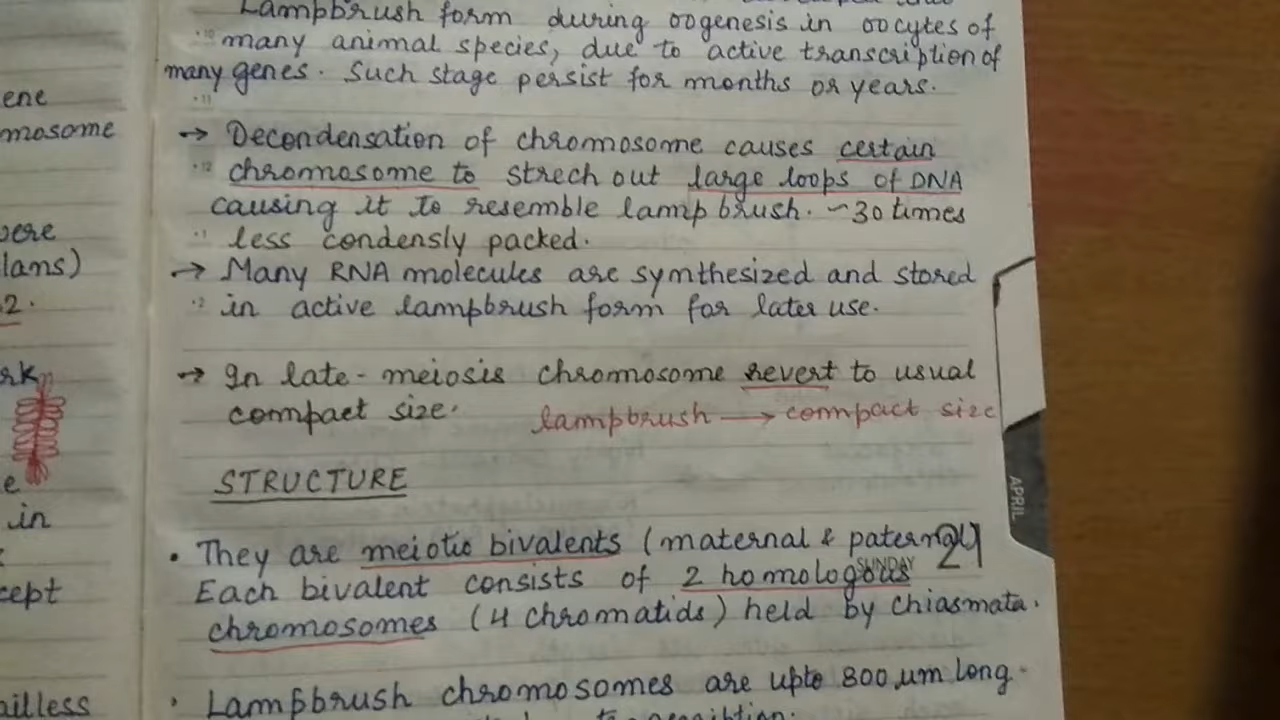 ene
mosome
were
lans)
2.
ark
e
in
cept
ailless
Lampbrush form during oogenesis in oocytes of
many animal species, due to active transcription of
many genes. Such stage persist for months or years.
→ Decondensation of chromosome causes certain
chromosome to strech out large loops of DNA
causing it to resemble lamp brush. ~30 times
less condensly packed.
→ Many RNA molecules are synthesized and stored
in active lampbrush form for later use.
→ In late-meiosis chromosome revert to usual
compact size. lampbrush → compact size
STRUCTURE
APRIL
• They are meiotic bivalents (maternal & paternal)
21
SUNDAY
Each bivalent consists of 2 homologous
chromosomes (4 chromatids) held by chiasmata.
• Lampbrush chromosomes are upto 800 µm long.